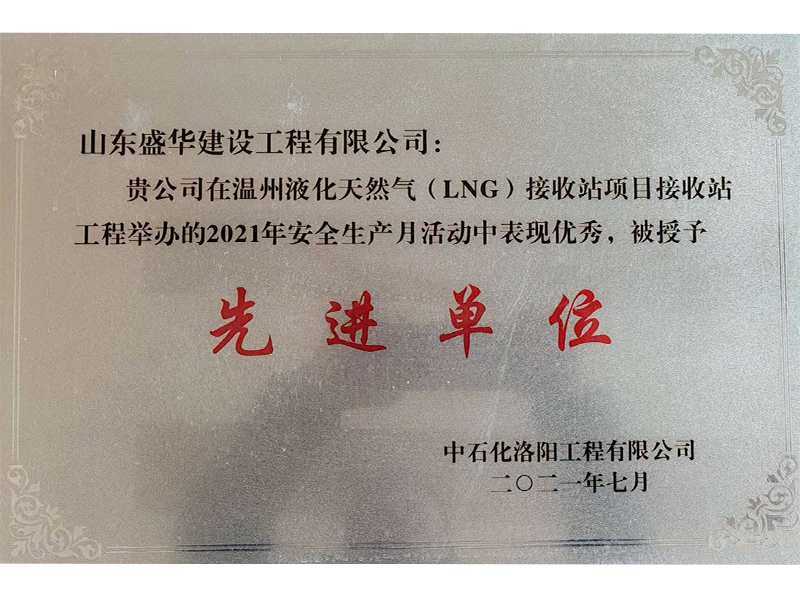 山东盛华建设工程有限公司：
贵公司在温州液化天然气（LNG）接收站项目接收站
工程举办的2021年安全生产月活动中表现优秀，被授予
先进单位
中石化洛阳工程有限公司
二〇二一年七月